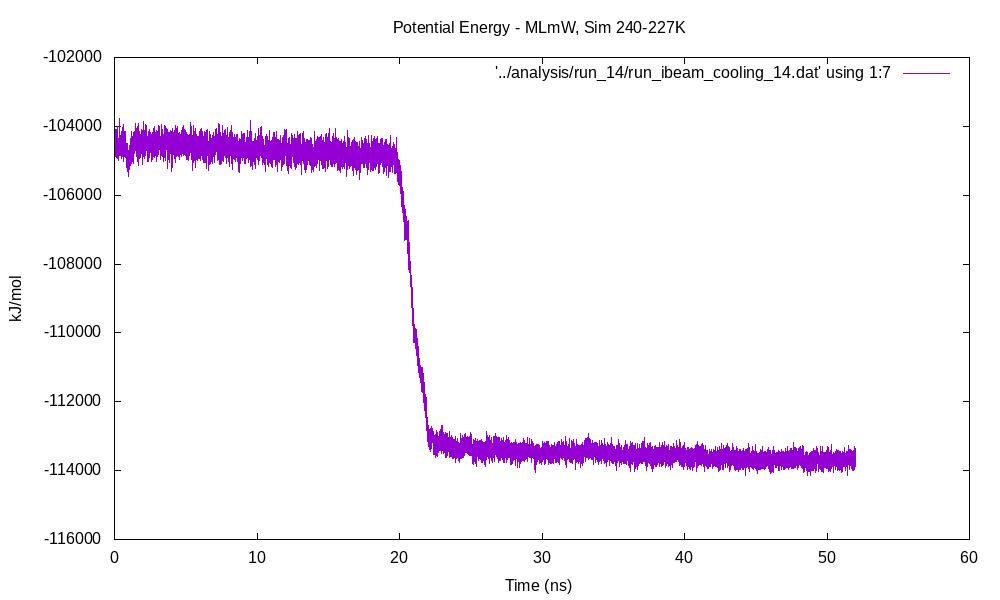 Potential Energy - MLmW, Sim 240-227K
'../analysis/run_14/run_ibeam_cooling_14.dat' using 1:7
kJ/mol
-102000
-104000
-106000
-108000
-110000
-112000
-114000
-116000
0 10 20 30 40 50 60
Time (ns)